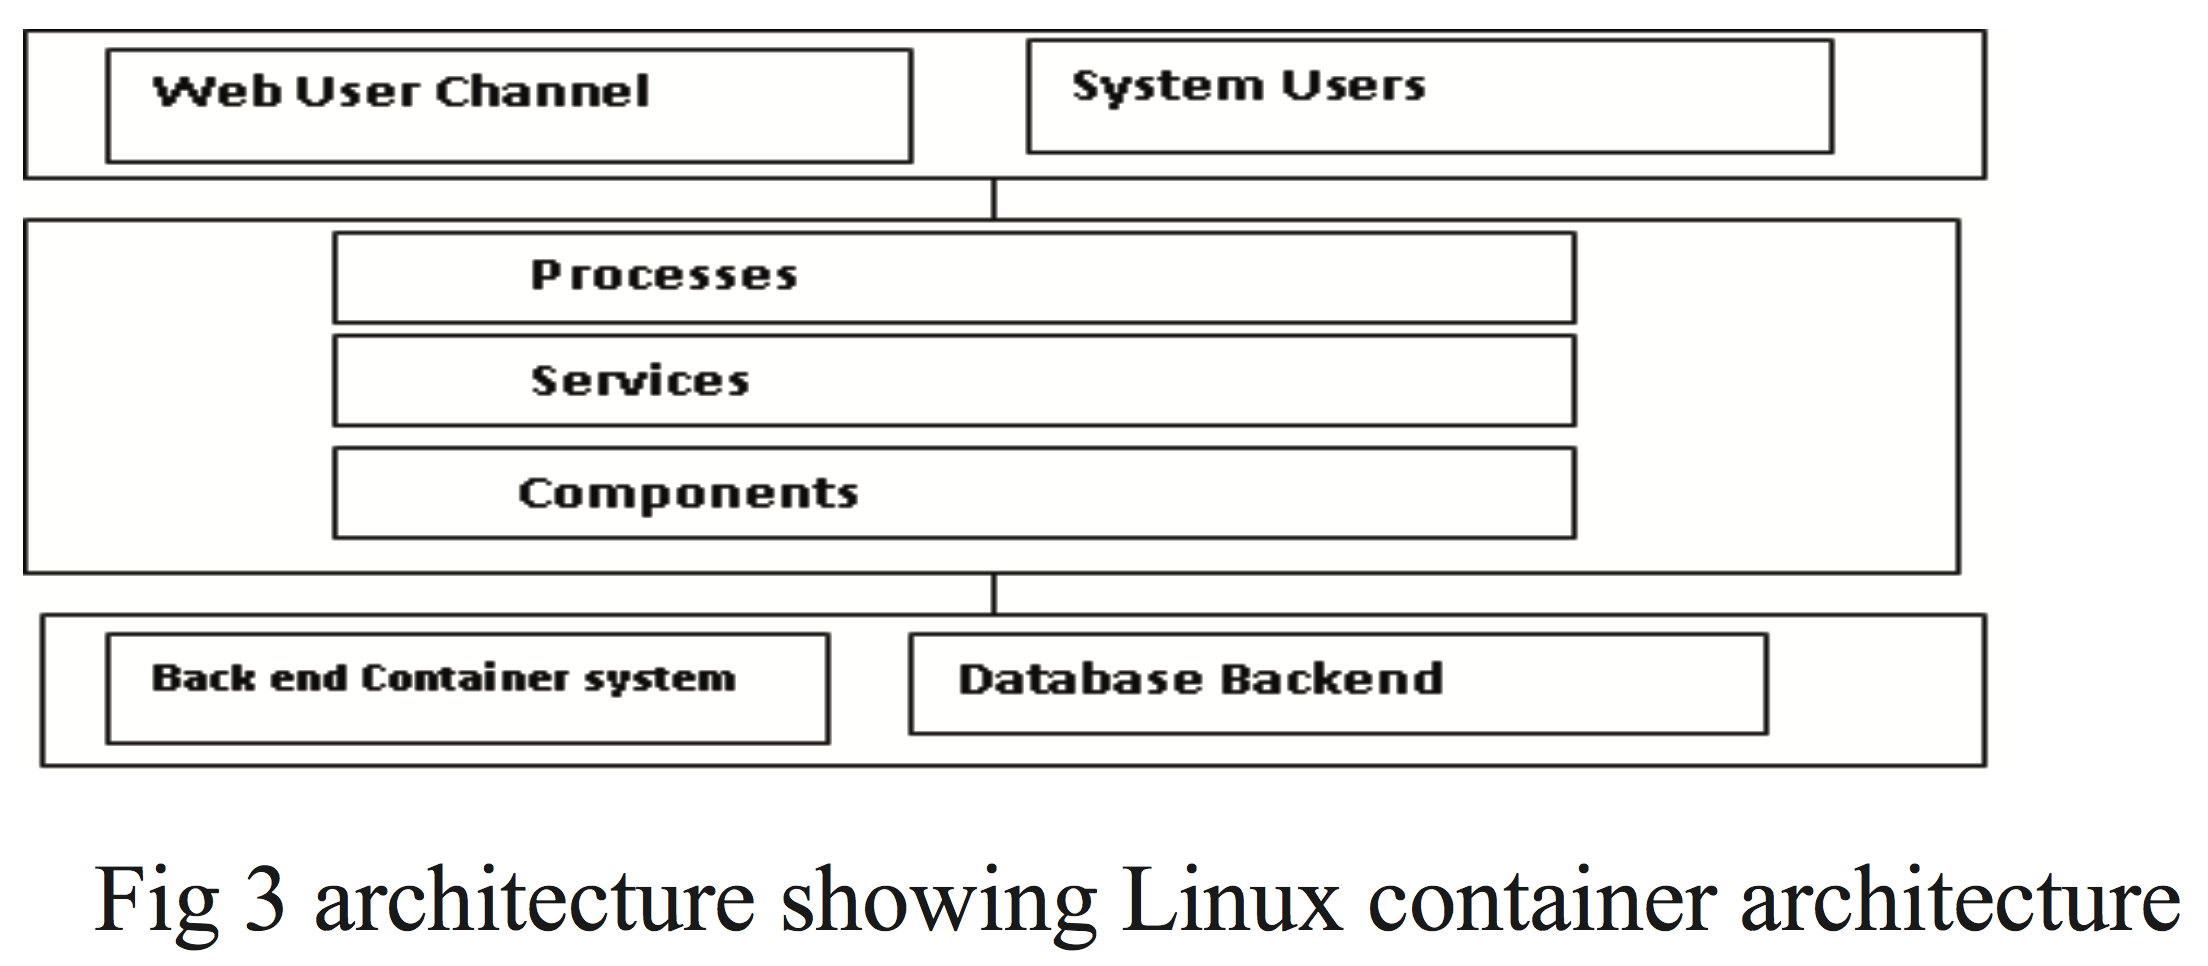 Web User Channel
System Users
Processes
Services
Components
Back end Container system
Database Backend
Fig 3 architecture showing Linux container architecture